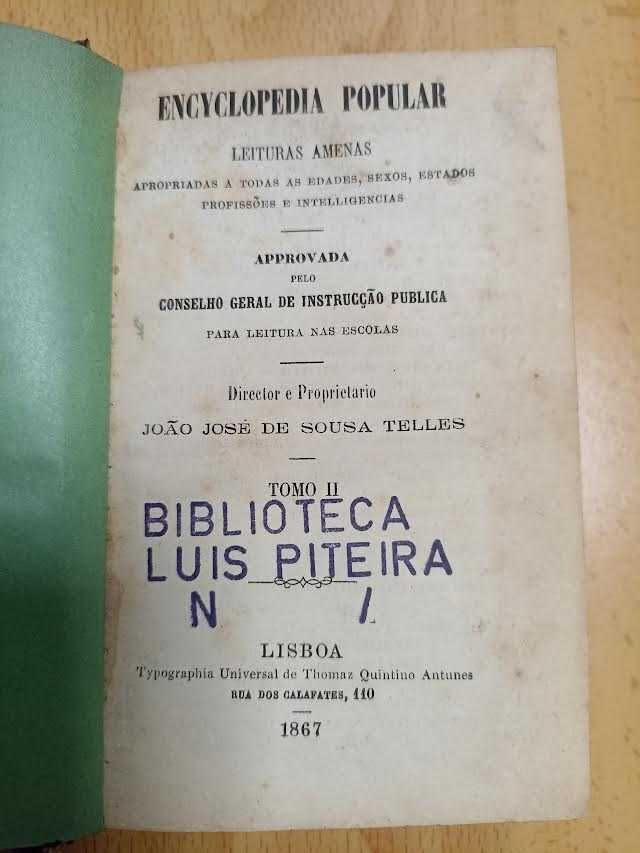 ENCYCLOPEDIA POPULAR
LEITURAS AMENAS
APROPRIADAS A TODAS AS EDADES, SEXOS, ESTADOS
PROFISSÕES E INTELLIGENCIAS
APPROVADA
PELO
CONSELHO GERAL DE INSTRUCÇÃO PUBLICA
PARA LEITURA NAS ESCOLAS
Director e Proprietario
JOÃO JOSÉ DE SOUSA TELLES
TOMO II
BIBLIOTECA
LUIS PITEIRA
N /
LISBOA
Typographia Universal de Thomaz Quintino Antunes
RUA DOS CALAFATES, 110
1867